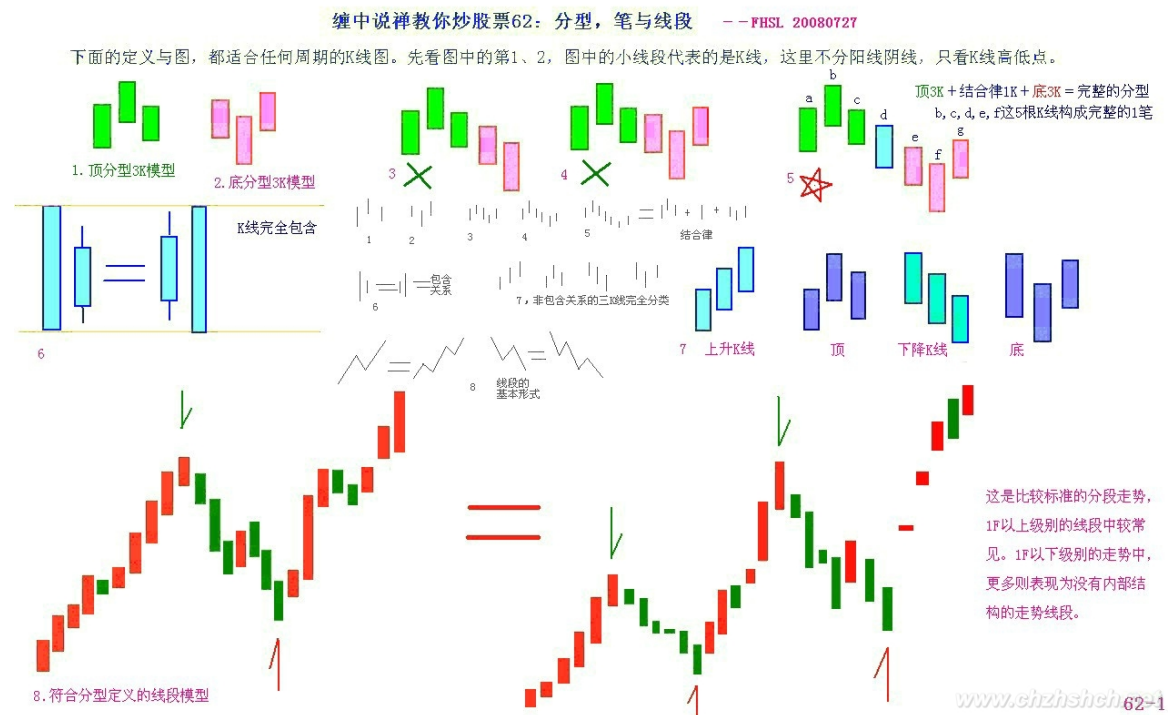 缠中说禅教你炒股票62：分型，笔与线段 --FHSL 20080727
下面的定义与图，都适合任何周期的K线图。先看图中的第1、2，图中的小线段代表的是K线，这里不分阳线阴线，只看K线高低点。
1.顶分型3K模型
2.底分型3K模型
3
4
5
a
b
c
d
e
f
g
顶3K+结合律1K+底3K=完整的分型
b,c,d,e,f这5根K线构成完整的1笔
K线完全包含
6
1
2
3
4
5
结合律
6
包含
关系
7，非包含关系的三K线完全分类
8
线段的
基本形式
7 上升K线
顶
下降K线
底
8.符合分型定义的线段模型
这是比较标准的分段走势，
1F以上级别的线段中较常
见。1F以下级别的走势中，
更多则表现为没有内部结
构的走势线段。
www.chzhshch.net
62-1